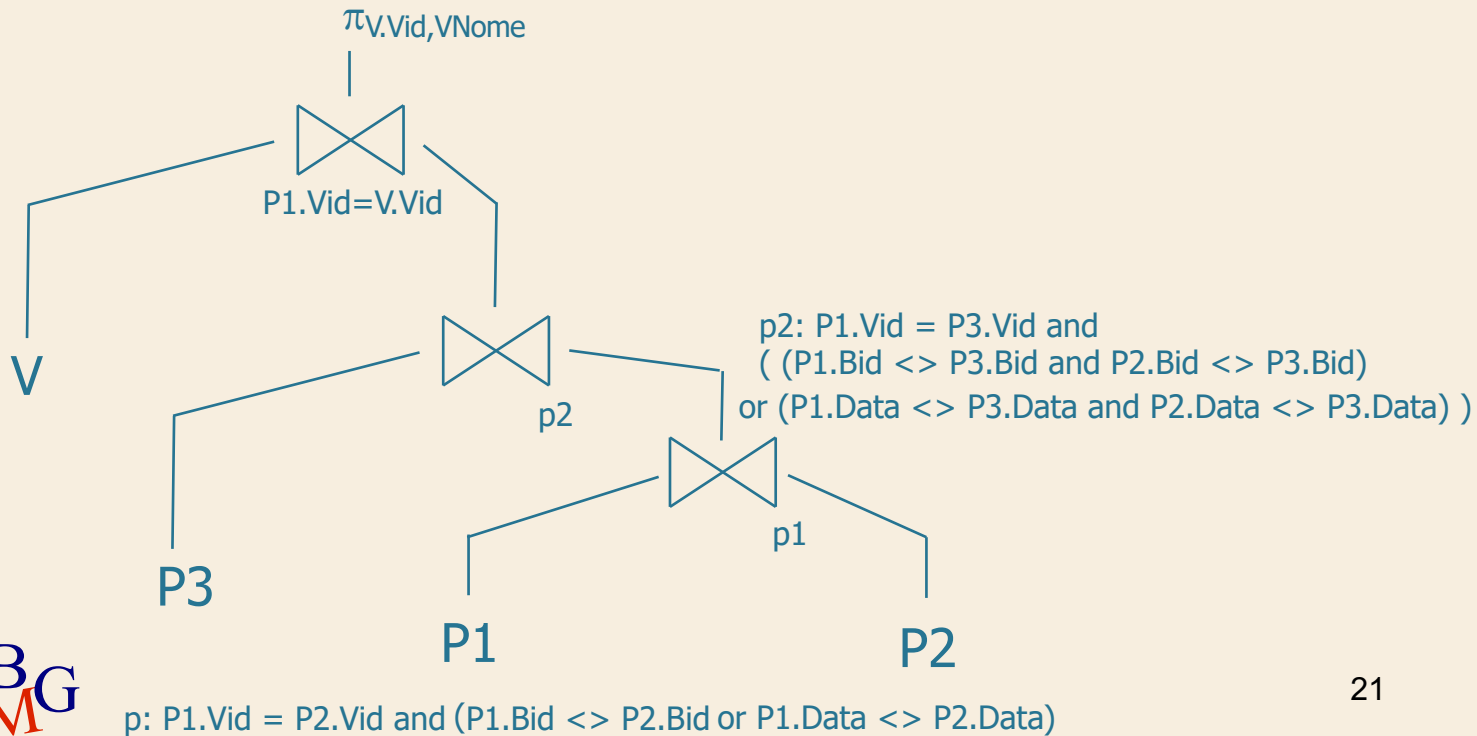 πV.Vid,VNome
P1.Vid=V.Vid
V
p2: P1.Vid = P3.Vid and
( (P1.Bid <> P3.Bid and P2.Bid <> P3.Bid)
or (P1.Data <> P3.Data and P2.Data <> P3.Data) )
p2
p1
P3
P1
P2
BG
M
21
p: P1.Vid = P2.Vid and (P1.Bid <> P2.Bid or P1.Data <> P2.Data)